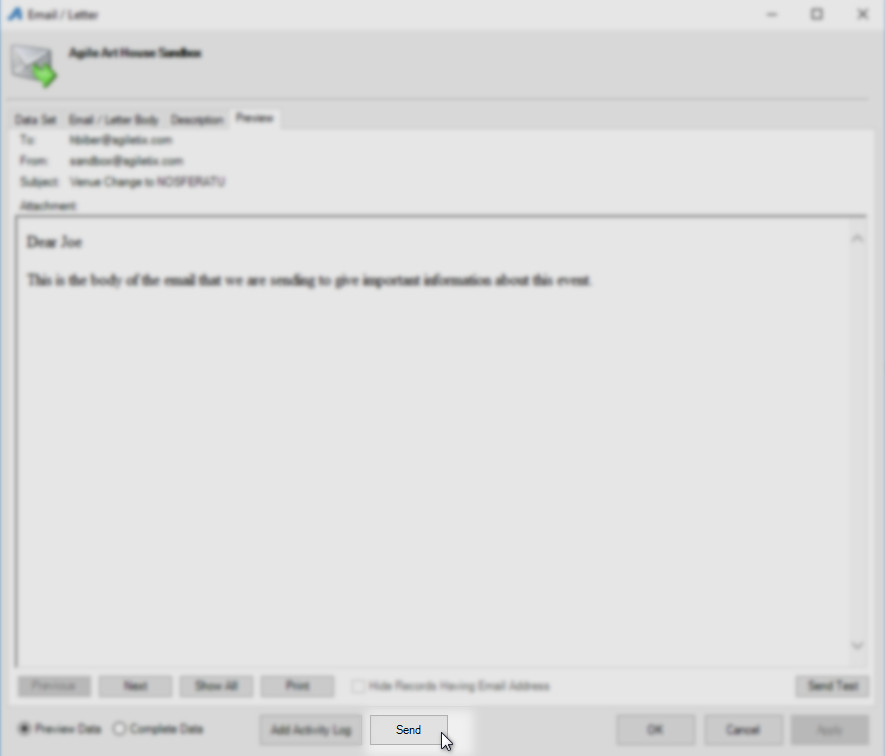 Email / Letter
Agile Art House Sandbox
Data Set Email / Letter Body Description Preview
To: hbiber@agiletix.com
From: sandbox@agiletix.com
Subject: Venue Change to NOSFERATU
Attachment:
Dear Joe
This is the body of the email that we are sending to give important information about this event.
Previous Next Show All Print Hide Records Having Email Address Send Test
Preview Data Complete Data Add Activity Log Send OK Cancel Apply